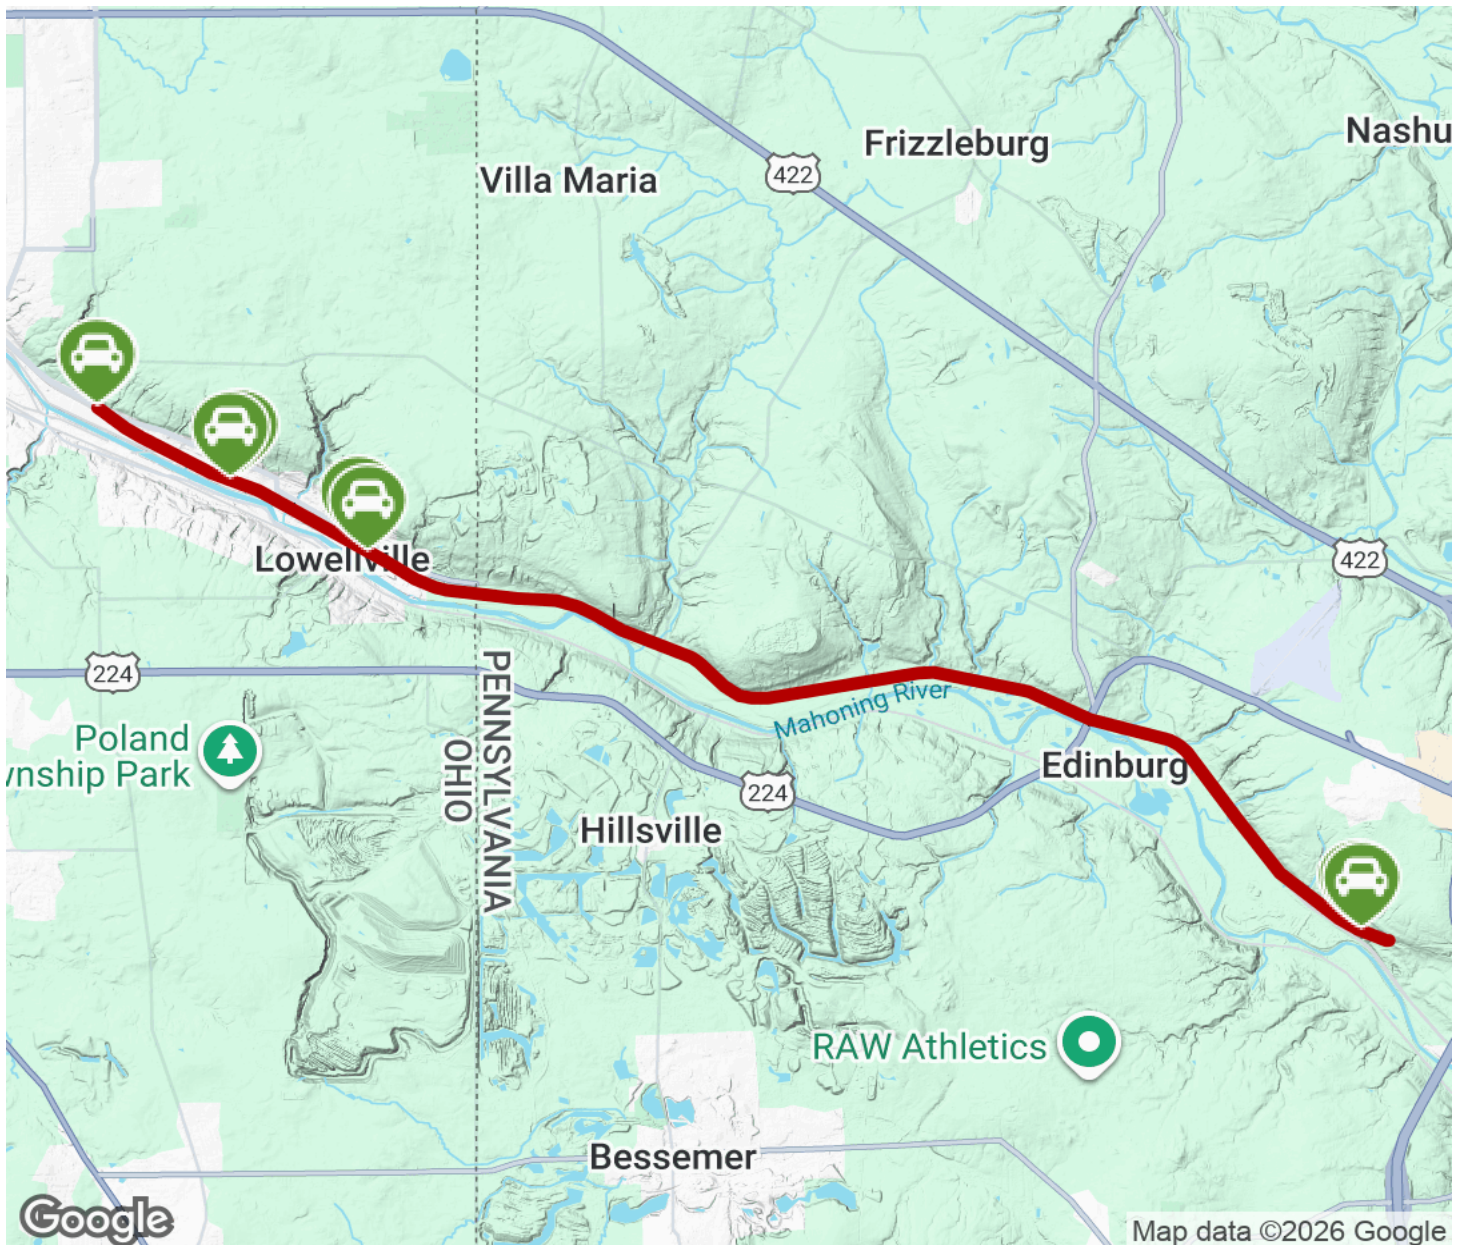 Frizzleburg
Nashu
Villa Maria
422
Lowellville
422
224
PENNSYLVANIA
OHIO
Mahoning River
Poland
wnship Park
Edinburg
224
Hillsville
RAW Athletics
Bessemer
Google
Map data ©2026 Google